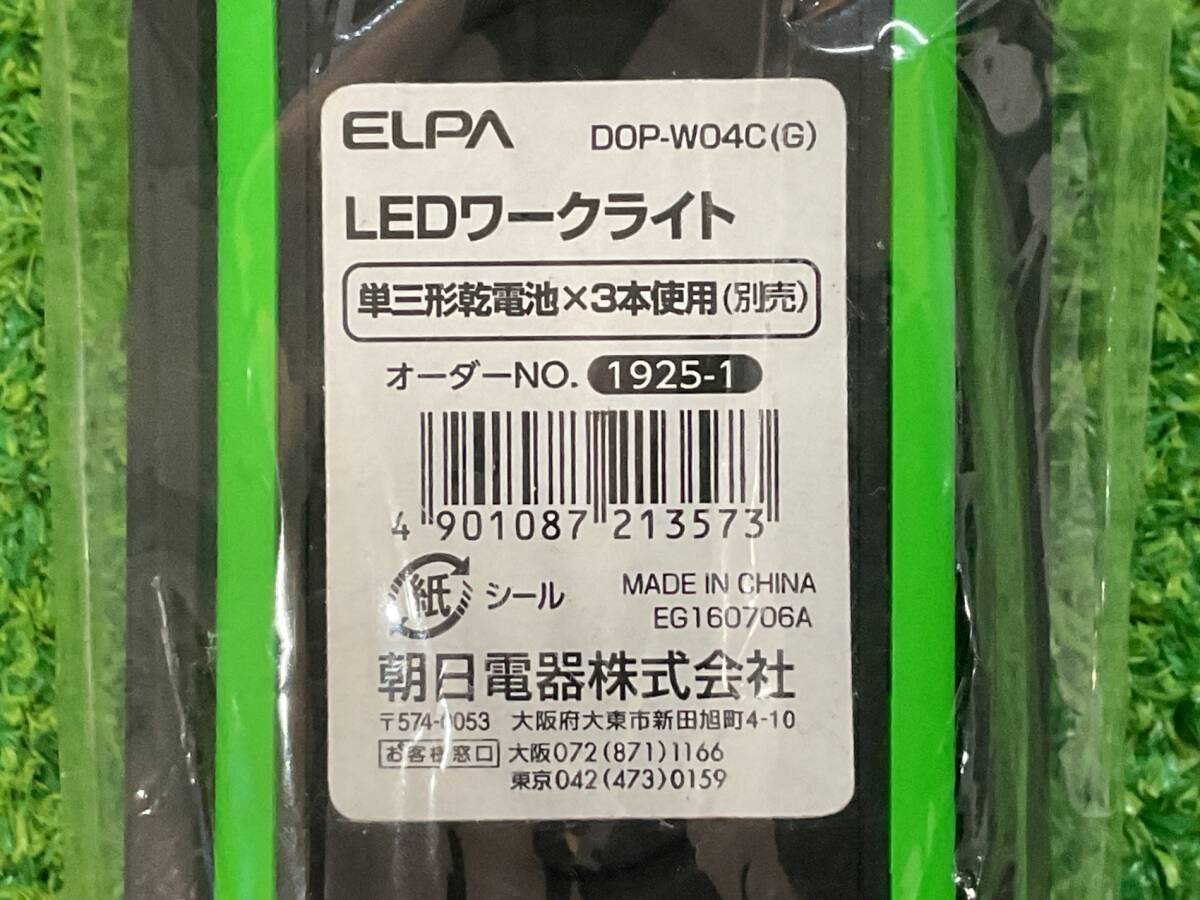 ELPA DOP-W04C(G)
LEDワークライト
単三形乾電池×3本使用(別売)
オーダーNO. 1925-1
4 901087 213573
紙 シール MADE IN CHINA
EG160706A
朝日電器株式会社
〒574-0053 大阪府大東市新田旭町4-10
お客様窓口 大阪072(871)1166
東京042(473)0159